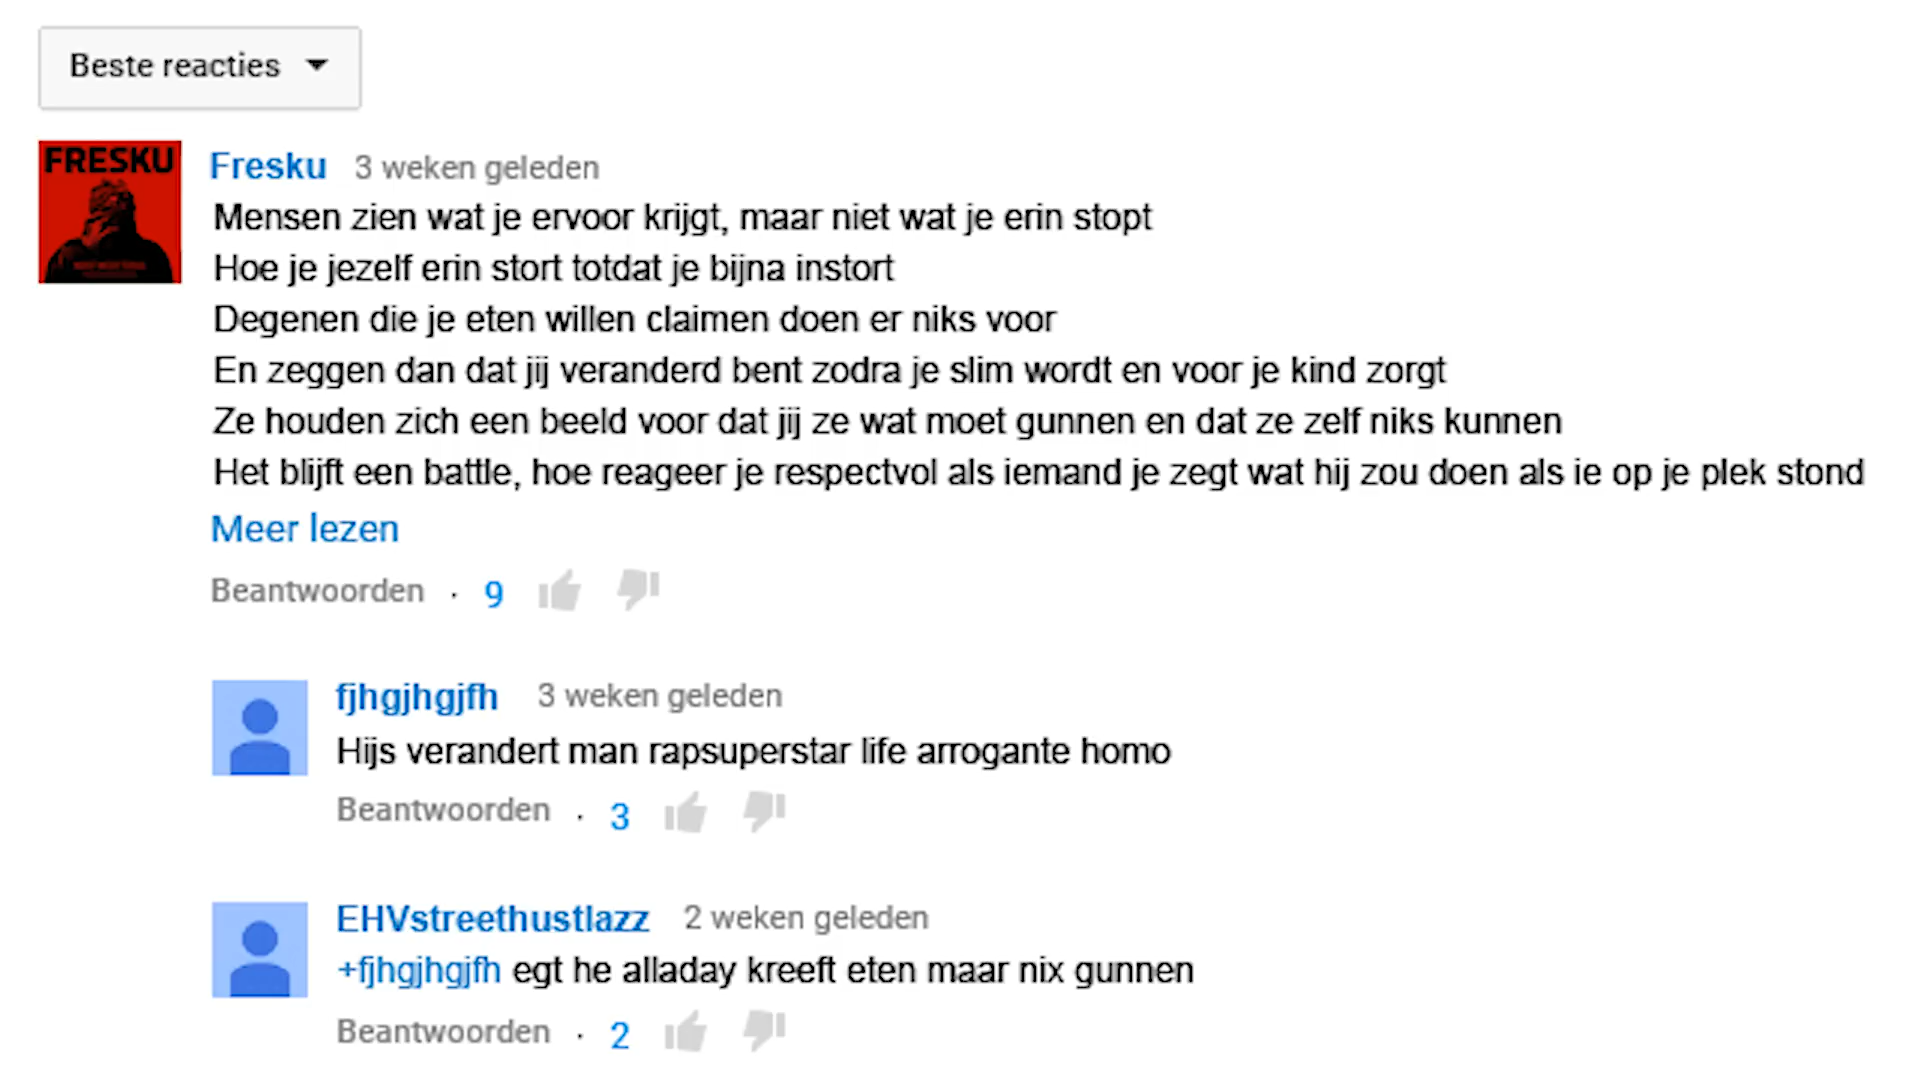 Beste reacties
FRESKU
Fresku 3 weken geleden
Mensen zien wat je ervoor krijgt, maar niet wat je erin stopt
Hoe je jezelf erin stort totdat je bijna instort
Degenen die je eten willen claimen doen er niks voor
En zeggen dan dat jij veranderd bent zodra je slim wordt en voor je kind zorgt
Ze houden zich een beeld voor dat jij ze wat moet gunnen en dat ze zelf niks kunnen
Het blijft een battle, hoe reageer je respectvol als iemand je zegt wat hij zou doen als ie op je plek stond
Meer lezen
Beantwoorden · 9
fjhgjhgjfh 3 weken geleden
Hijs verandert man rapsuperstar life arrogante homo
Beantwoorden · 3
EHVstreethustlazz 2 weken geleden
+fjhgjhgjfh egt he alladay kreeft eten maar nix gunnen
Beantwoorden · 2